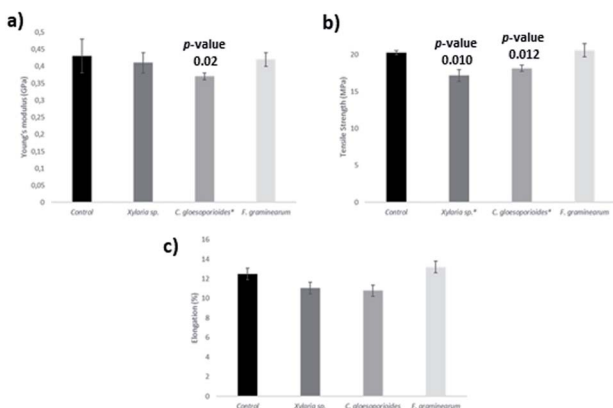 a)
p-value
0.02
Young's modulus (GPa)
0,5
0,45
0,4
0,35
0,3
0,25
0,2
0,15
0,1
0,05
0
Control
Xylaria sp.
C. gloesoporioides*
F. graminearum
b)
p-value
0.010
p-value
0.012
Tensile Strength (MPa)
20
15
10
5
0
Control
Xylaria sp.*
C. gloesoporioides*
F. graminearum
c)
Elongation (%)
16
14
12
10
8
6
4
2
0
Control
Xylaria sp.
C. gloesoporioides
F. graminearum